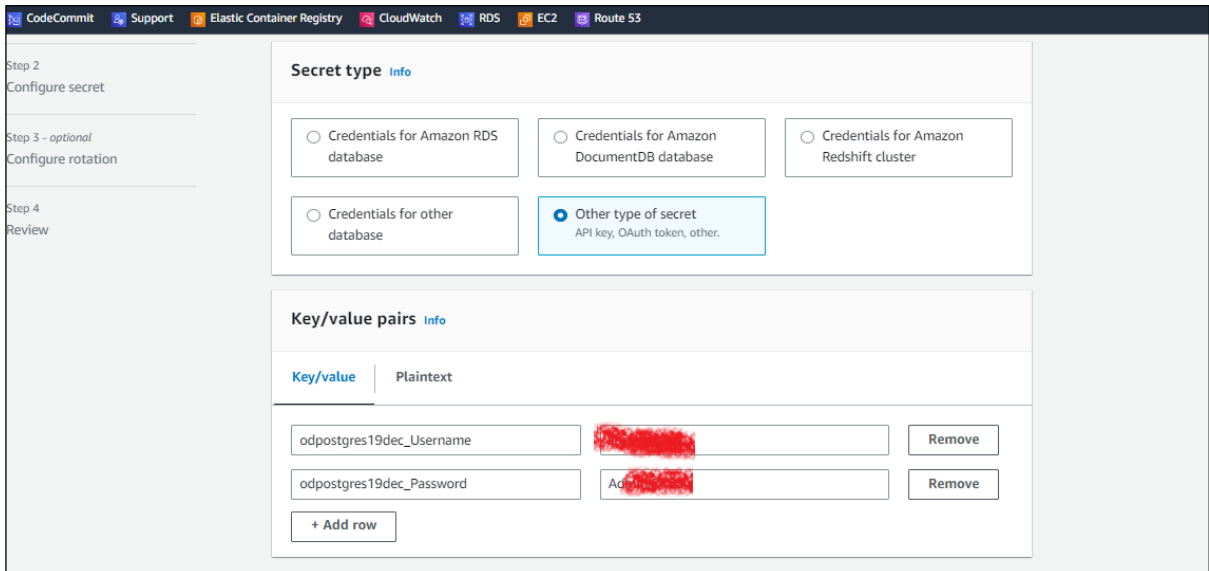 CodeCommit Support Elastic Container Registry CloudWatch RDS EC2 Route 53
Step 2
Configure secret
Step 3 - optional
Configure rotation
Step 4
Review
Secret type Info
Credentials for Amazon RDS
database
Credentials for Amazon
DocumentDB database
Credentials for Amazon
Redshift cluster
Credentials for other
database
Other type of secret
API key, OAuth token, other.
Key/value pairs Info
Key/value Plaintext
odpostgres19dec_Username Remove
odpostgres19dec_Password Remove
+ Add row